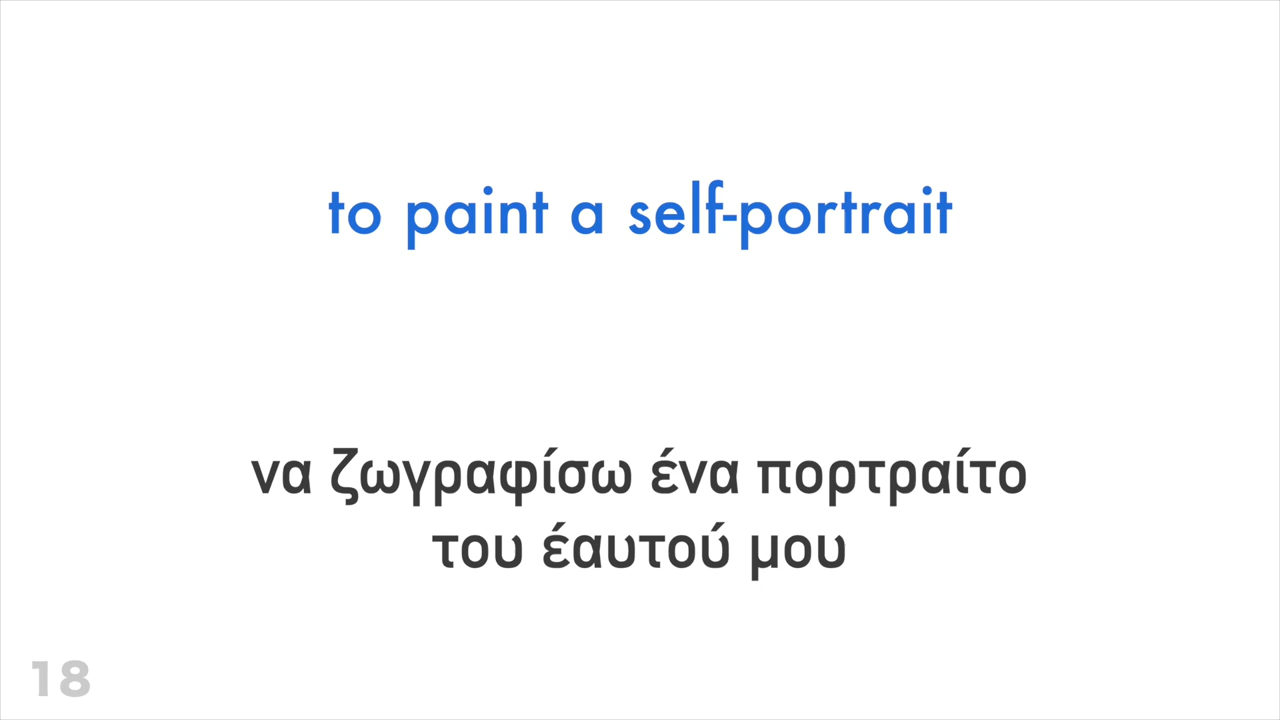 to paint a self-portrait
να ζωγραφίσω ένα πορτραίτο
του έαυτού μου
18